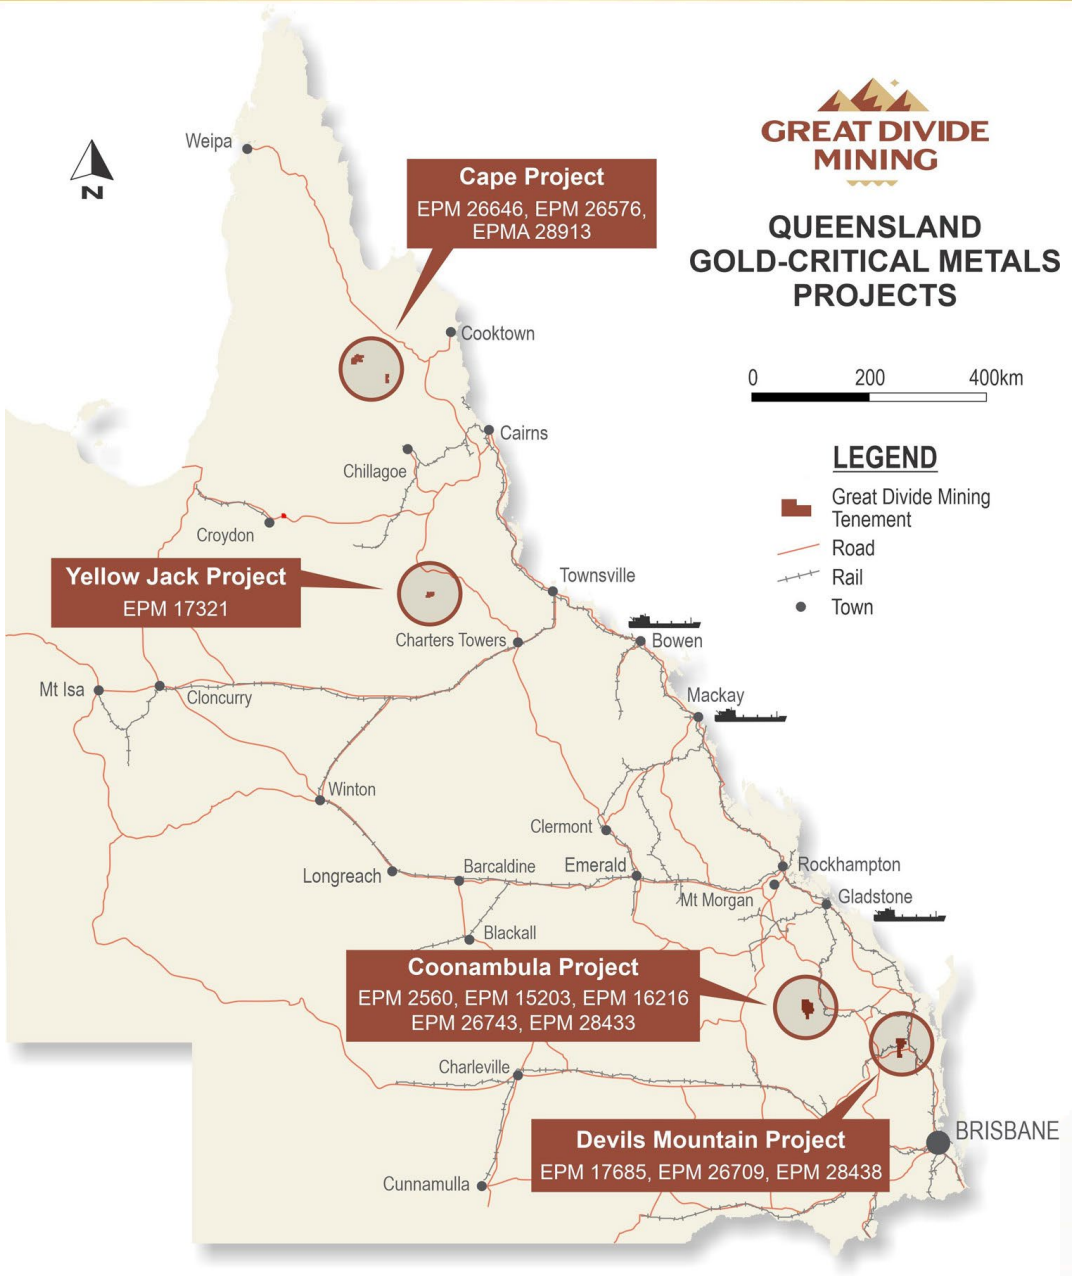 GREAT DIVIDE
MINING
QUEENSLAND
GOLD-CRITICAL METALS
PROJECTS
N
Weipa
Cape Project
EPM 26646, EPM 26576,
EPMA 28913
Cooktown
0 200 400km
Cairns
Chillagoe
LEGEND
Great Divide Mining
Tenement
Road
Rail
Town
Croydon
Yellow Jack Project
EPM 17321
Townsville
Charters Towers
Bowen
Mt Isa
Cloncurry
Mackay
Winton
Clermont
Longreach
Barcaldine
Emerald
Rockhampton
Mt Morgan
Gladstone
Blackall
Coonambula Project
EPM 2560, EPM 15203, EPM 16216
EPM 26743, EPM 28433
Charleville
Devils Mountain Project
EPM 17685, EPM 26709, EPM 28438
BRISBANE
Cunnamulla